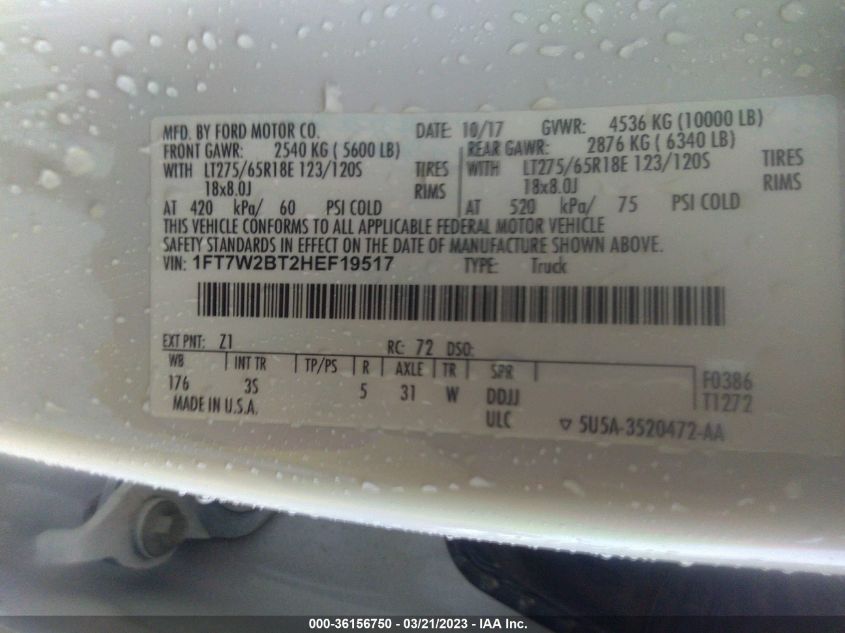 MFD. BY FORD MOTOR CO. DATE: 10/17 GVWR: 4536 KG (10000 LB)
FRONT GAWR: 2540 KG ( 5600 LB) REAR GAWR: 2876 KG ( 6340 LB)
WITH LT275/65R18E 123/120S TIRES WITH LT275/65R18E 123/120S TIRES
18x8.0J RIMS 18x8.0J RIMS
AT 420 kPa/ 60 PSI COLD AT 520 kPa/ 75 PSI COLD
THIS VEHICLE CONFORMS TO ALL APPLICABLE FEDERAL MOTOR VEHICLE
SAFETY STANDARDS IN EFFECT ON THE DATE OF MANUFACTURE SHOWN ABOVE.
VIN: 1FT7W2BT2HEF19517 TYPE: Truck
EXT PNT: Z1 RC: 72 DSO:
WB INT TR TP/PS R AXLE TR SPR
176 3S 5 31 W DDJJ F0386
MADE IN U.S.A. ULC T1272
5U5A-3520472-AA
000-36156750 - 03/21/2023 - IAA Inc.